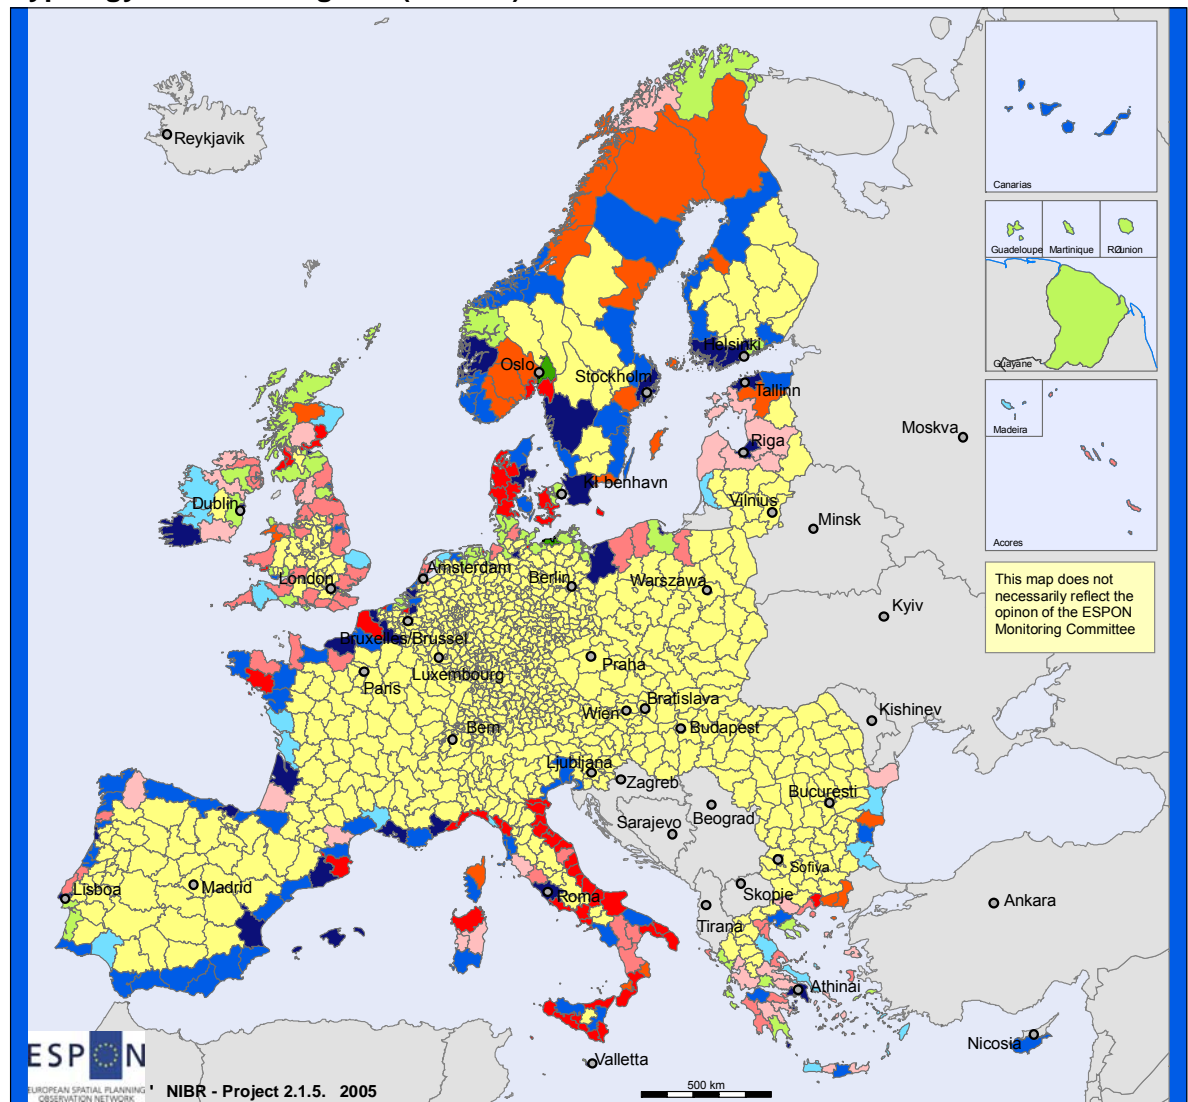 Reykjavik
Canarias
Guadeloupe Martinique RØunion
Guayane
Helsinki
Oslo
Stockholm
Tallinn
Madeira
Moskva
Riga
KI benhavn
Dublin
Vilnius
Minsk
Acores
Amsterdam
London
Berlin
Warszawa
This map does not
necessarily reflect the
opinon of the ESPON
Monitoring Committee
Kyiv
Bruxelles/Brussel
Luxembourg
Praha
Paris
Bratislava
Wien
Kishinev
Bern
Budapest
Ljubljana
Zagreb
Bucuresti
Beograd
Sarajevo
Sofiya
Lisboa
Madrid
Roma
Skopje
Ankara
Tirana
Athinai
Nicosia
Valletta
ESPON
EUROPEAN SPATIAL PLANNING
OBSERVATION NETWORK
' NIBR - Project 2.1.5. 2005
500 km